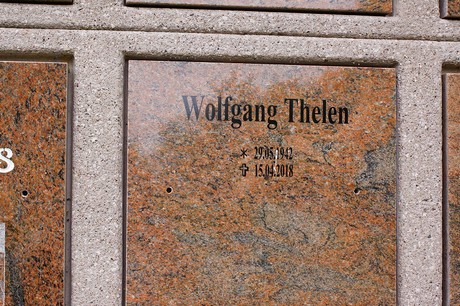 Wolfgang Thelen
* 29.05.1942
✝ 15.04.2018
s